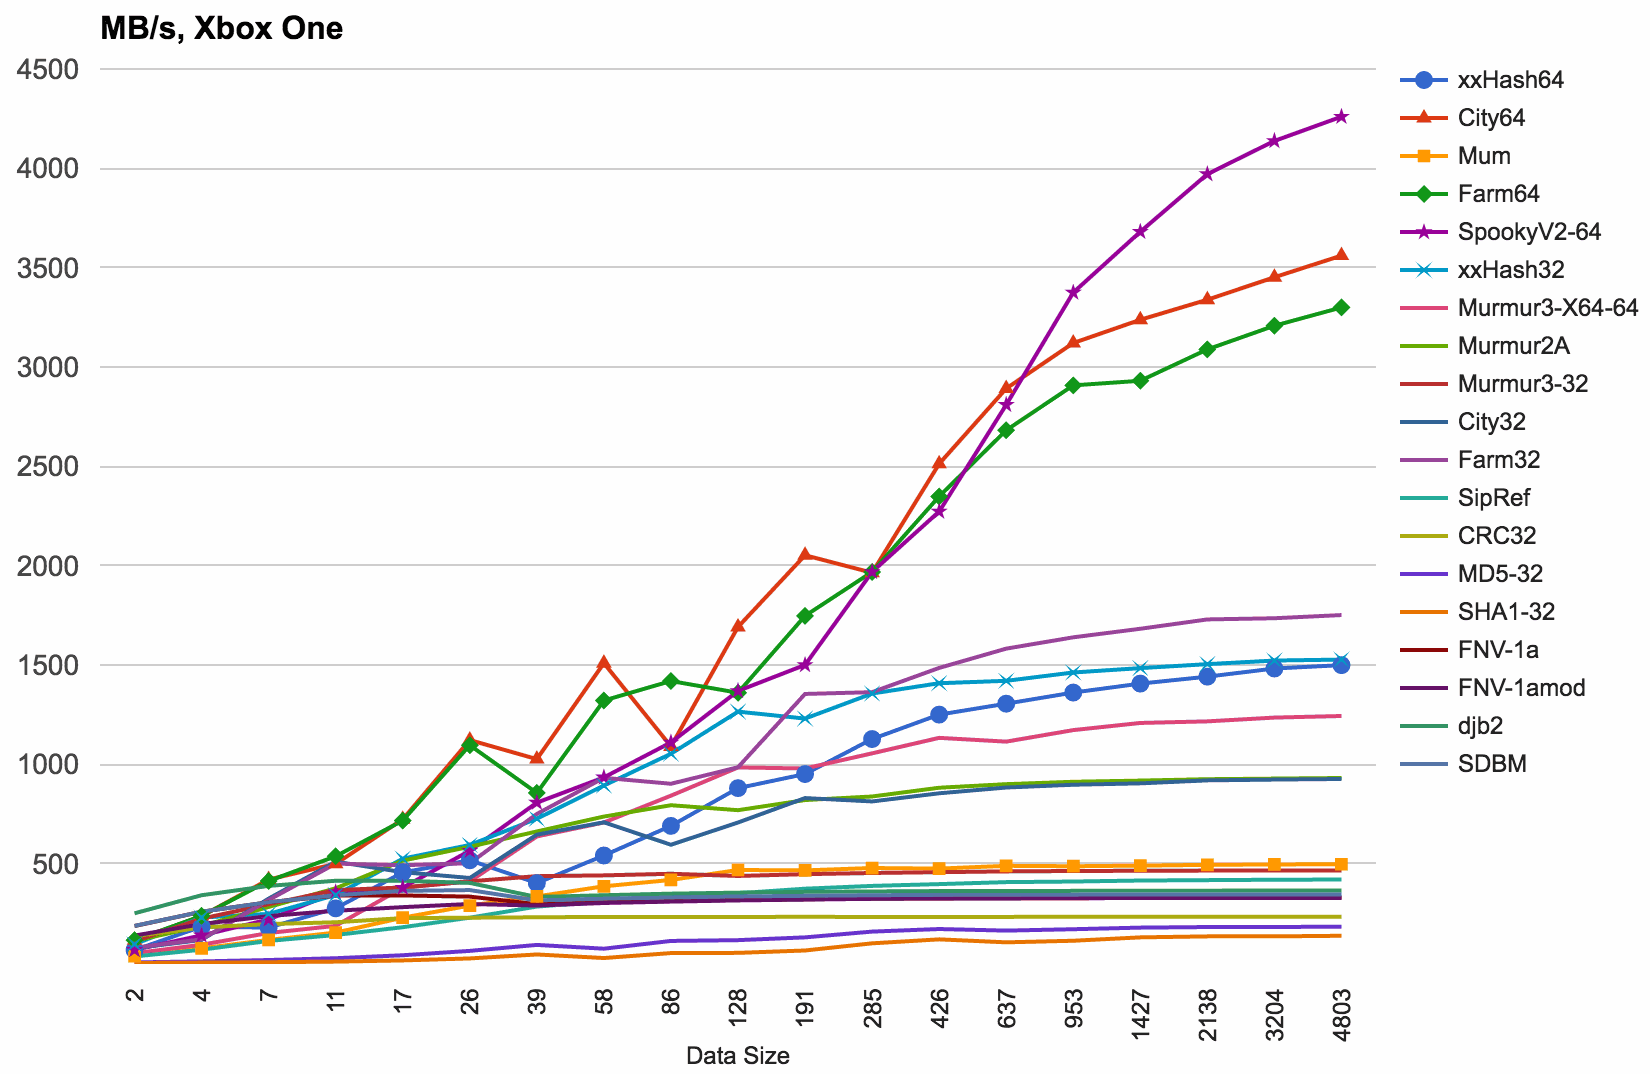 MB/s, Xbox One
4500
4000
3500
3000
2500
2000
1500
1000
500
2 4 7 11 17 26 39 58 86 128 191 285 426 637 953 1427 2138 3204 4803
Data Size
xxHash64
City64
Mum
Farm64
SpookyV2-64
xxHash32
Murmur3-X64-64
Murmur2A
Murmur3-32
City32
Farm32
SipRef
CRC32
MD5-32
SHA1-32
FNV-1a
FNV-1amod
djb2
SDBM